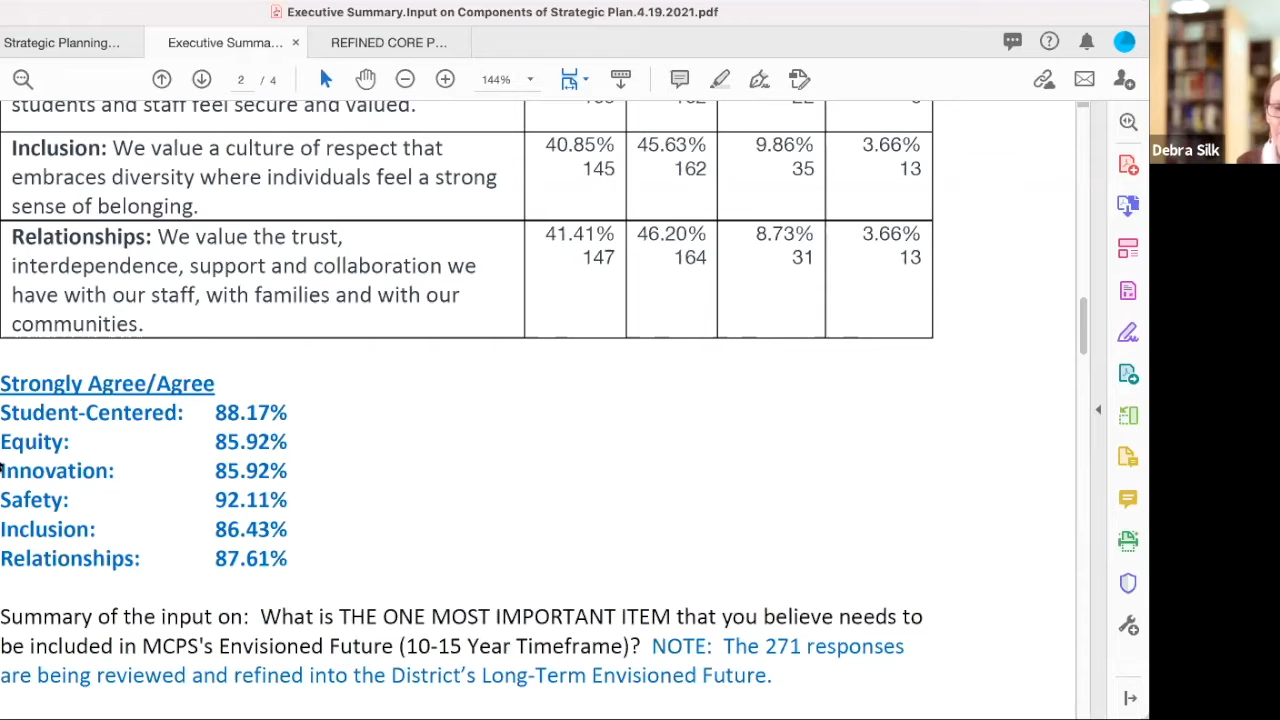 Executive Summary.Input on Components of Strategic Plan.4.19.2021.pdf
Strategic Planning...
Executive Summa...
REFINED CORE P...
2 / 4
144%
students and staff feel secure and valued.
Inclusion: We value a culture of respect that
embraces diversity where individuals feel a strong
sense of belonging.
40.85% 45.63% 9.86% 3.66%
145 162 35 13
Relationships: We value the trust,
interdependence, support and collaboration we
have with our staff, with families and with our
communities.
41.41% 46.20% 8.73% 3.66%
147 164 31 13
Strongly Agree/Agree
Student-Centered: 88.17%
Equity: 85.92%
Innovation: 85.92%
Safety: 92.11%
Inclusion: 86.43%
Relationships: 87.61%
Summary of the input on: What is THE ONE MOST IMPORTANT ITEM that you believe needs to
be included in MCPS's Envisioned Future (10-15 Year Timeframe)? NOTE: The 271 responses
are being reviewed and refined into the District's Long-Term Envisioned Future.
Debra Silk